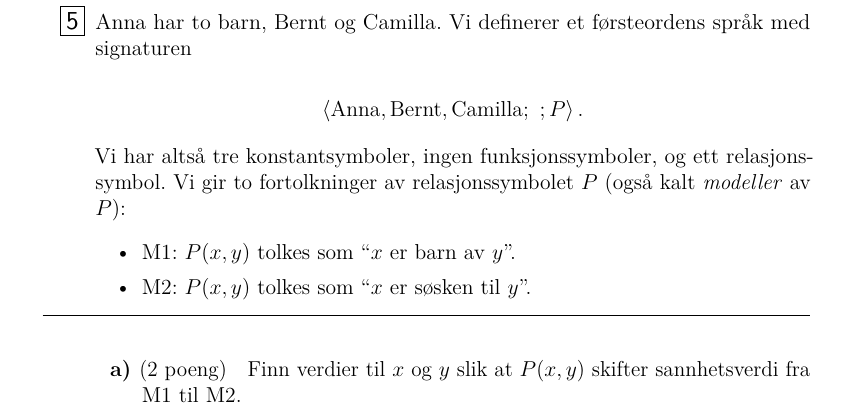 5 Anna har to barn, Bernt og Camilla. Vi definerer et førsteordens språk med
signaturen
⟨Anna, Bernt, Camilla; ; P⟩ .
Vi har altså tre konstantsymboler, ingen funksjonssymboler, og ett relasjons-
symbol. Vi gir to fortolkninger av relasjonssymbolet P (også kalt modeller av
P):
• M1: P(x, y) tolkes som “x er barn av y”.
• M2: P(x, y) tolkes som “x er søsken til y”.
a) (2 poeng) Finn verdier til x og y slik at P(x, y) skifter sannhetsverdi fra
M1 til M2.